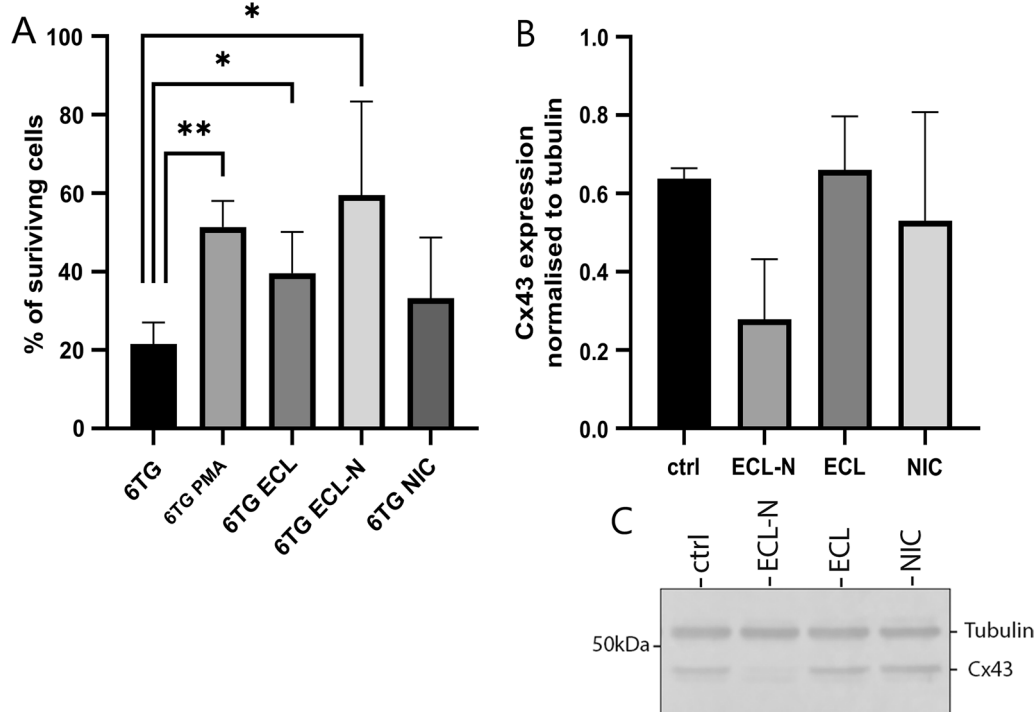 A
% of surivivng cells
100
80
60
40
20
0
*
*
**
6TG
6TG PMA
6TG ECL
6TG ECL-N
6TG NIC
B
Cx43 expression
normalised to tubulin
1.0
0.8
0.6
0.4
0.2
0.0
ctrl
ECL-N
ECL
NIC
C
ctrl
ECL-N
ECL
NIC
50kDa
Tubulin
Cx43